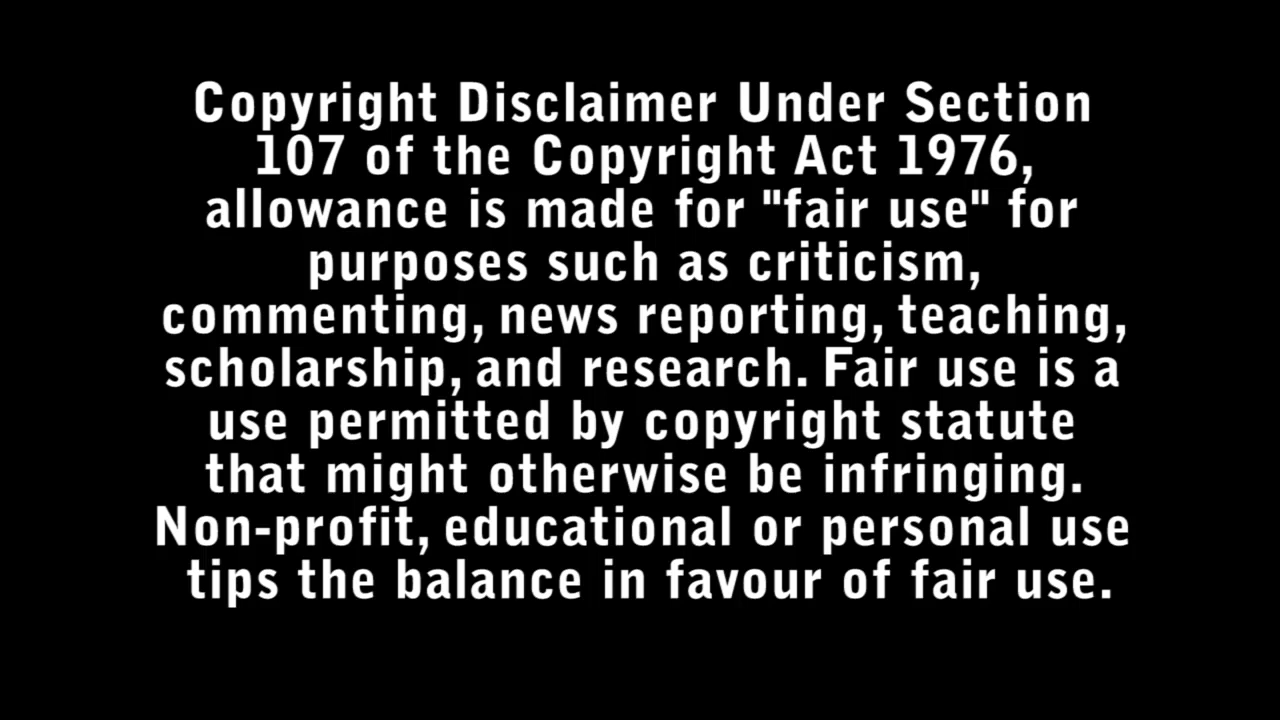 Copyright Disclaimer Under Section
107 of the Copyright Act 1976,
allowance is made for "fair use" for
purposes such as criticism,
commenting, news reporting, teaching,
scholarship, and research. Fair use is a
use permitted by copyright statute
that might otherwise be infringing.
Non-profit, educational or personal use
tips the balance in favour of fair use.